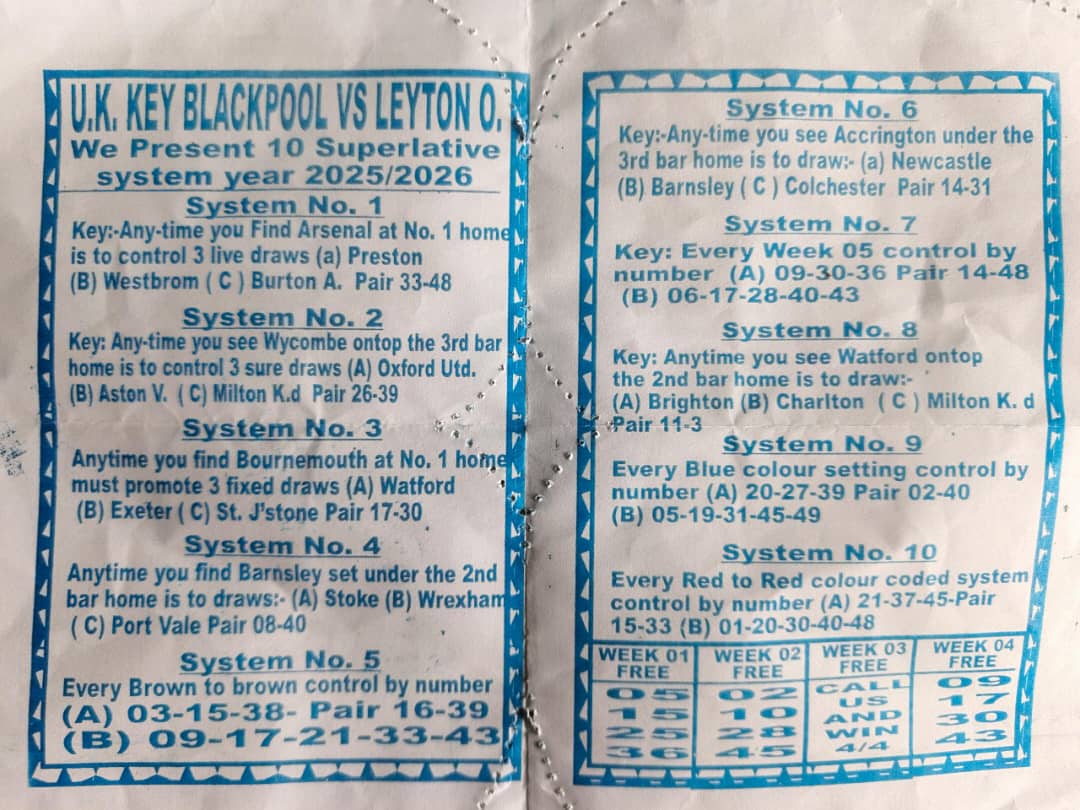 U.K. KEY BLACKPOOL VS LEYTON O.
We Present 10 Superlative
system year 2025/2026
System No. 1
Key:-Any-time you Find Arsenal at No. 1 home
is to control 3 live draws (a) Preston
(B) Westbrom ( C ) Burton A. Pair 33-48
System No. 2
Key: Any-time you see Wycombe ontop the 3rd bar
home is to control 3 sure draws (A) Oxford Utd.
(B) Aston V. ( C) Milton K.d Pair 26-39
System No. 3
Anytime you find Bournemouth at No. 1 home
must promote 3 fixed draws (A) Watford
(B) Exeter ( C) St. J'stone Pair 17-30
System No. 4
Anytime you find Barnsley set under the 2nd
bar home is to draws:- (A) Stoke (B) Wrexham
( C) Port Vale Pair 08-40
System No. 5
Every Brown to brown control by number
(A) 03-15-38- Pair 16-39
(B) 09-17-21-33-43
System No. 6
Key:-Any-time you see Accrington under the
3rd bar home is to draw:- (a) Newcastle
(B) Barnsley ( C ) Colchester Pair 14-31
System No. 7
Key: Every Week 05 control by
number (A) 09-30-36 Pair 14-48
(B) 06-17-28-40-43
System No. 8
Key: Anytime you see Watford ontop
the 2nd bar home is to draw:-
(A) Brighton (B) Charlton ( C ) Milton K. d
Pair 11-3
System No. 9
Every Blue colour setting control by
number (A) 20-27-39 Pair 02-40
(B) 05-19-31-45-49
System No. 10
Every Red to Red colour coded system
control by number (A) 21-37-45-Pair
15-33 (B) 01-20-30-40-48
WEEK 01 FREE
05
15
25
36
WEEK 02 FREE
02
10
28
45
WEEK 03 FREE
CALL
US
AND
WIN
4/4
WEEK 04 FREE
09
17
30
43